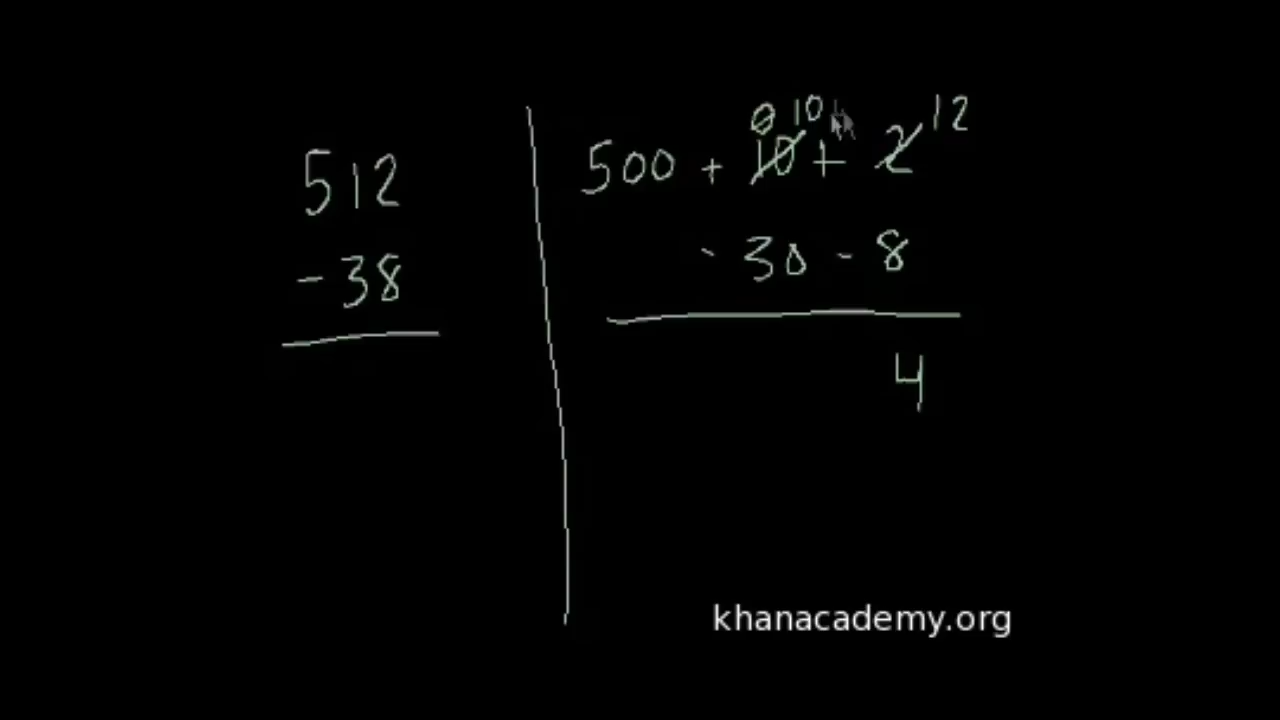 512
- 38
0 10 12
500 + 10 + 2
- 30 - 8
4
khanacademy.org